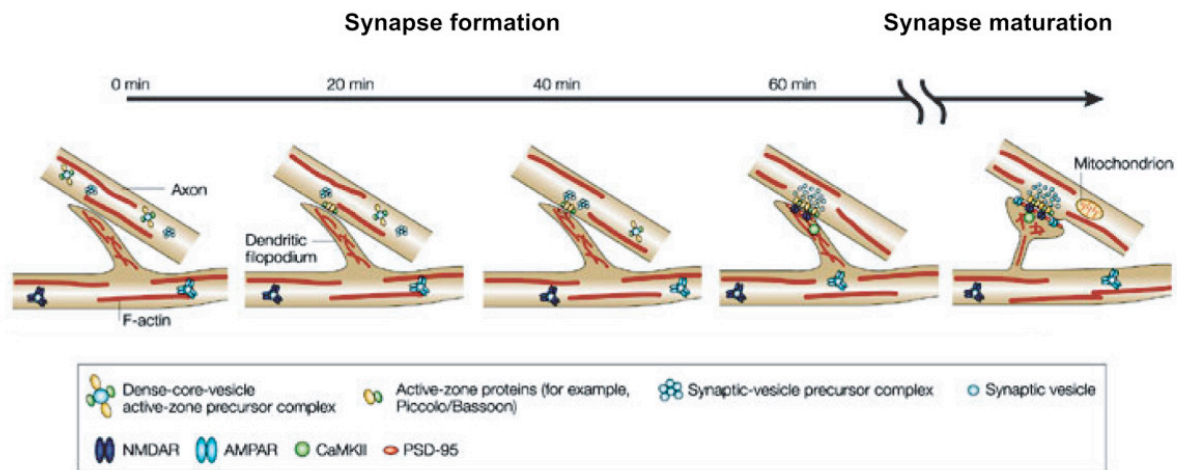 Synapse formation
Synapse maturation
0 min
20 min
40 min
60 min
Axon
Mitochondrion
Dendritic
filopodium
F-actin
Dense-core-vesicle
active-zone precursor complex
Active-zone proteins (for example,
Piccolo/Bassoon)
Synaptic-vesicle precursor complex
Synaptic vesicle
NMDAR
AMPAR
CaMKII
PSD-95